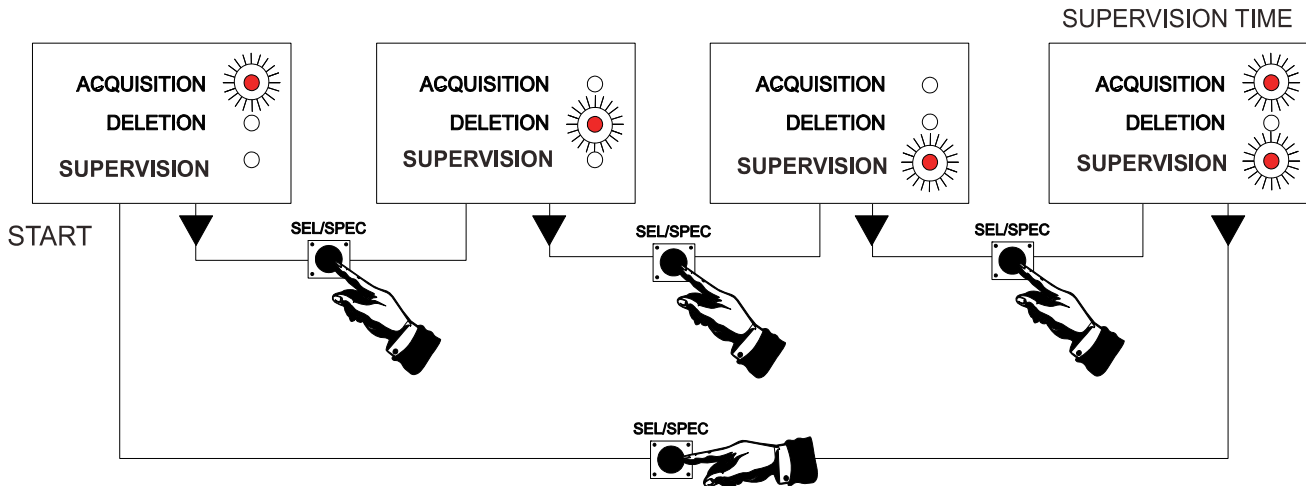 SUPERVISION TIME
ACQUISITION
DELETION
SUPERVISION
ACQUISITION
DELETION
SUPERVISION
ACQUISITION
DELETION
SUPERVISION
ACQUISITION
DELETION
SUPERVISION
START
SEL/SPEC
SEL/SPEC
SEL/SPEC
SEL/SPEC